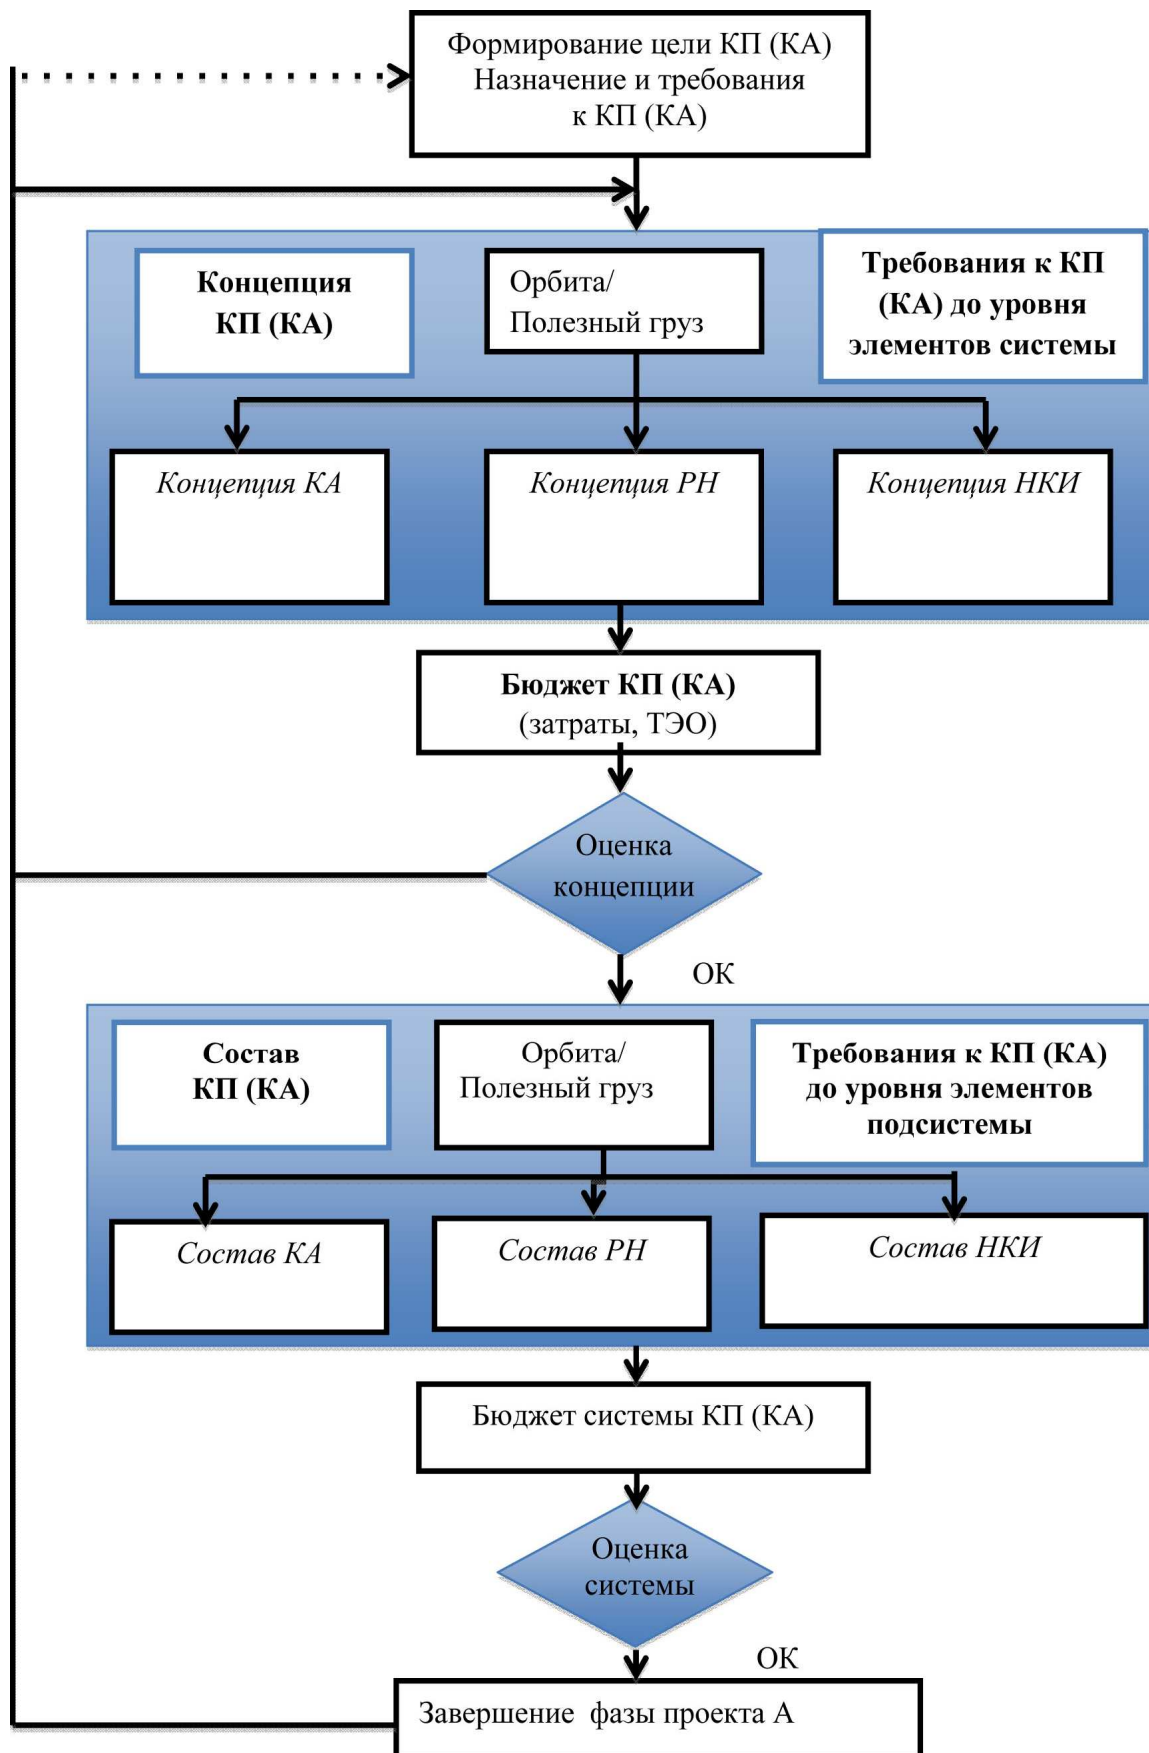 Формирование цели КП (КА)
Назначение и требования
к КП (КА)
Концепция
КП (КА)
Орбита/
Полезный груз
Требования к КП
(КА) до уровня
элементов системы
Концепция КА
Концепция РН
Концепция НКИ
Бюджет КП (КА)
(затраты, ТЭО)
Оценка
концепции
ОК
Состав
КП (КА)
Орбита/
Полезный груз
Требования к КП (КА)
до уровня элементов
подсистемы
Состав КА
Состав РН
Состав НКИ
Бюджет системы КП (КА)
Оценка
системы
ОК
Завершение фазы проекта А